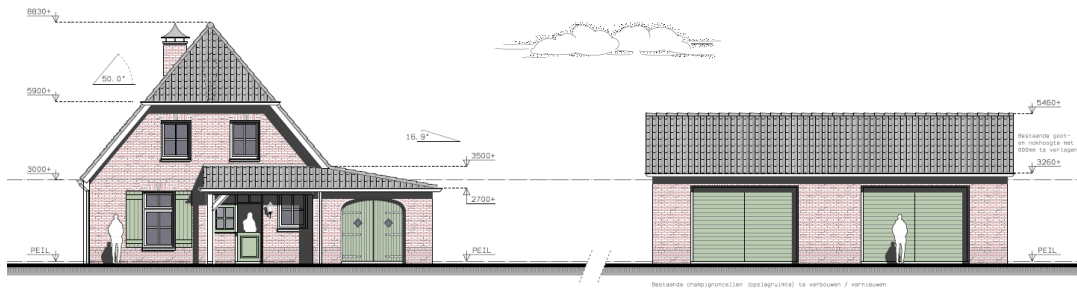 8830+
50.0°
5900+
3000+
PEIL
16.9°
3500+
2700+
PEIL
5460+
Bestaande goot-
en nokhoogte met
600mm te verlagen
3260+
PEIL
Bestaande champignoncellen (opslagruimte) te verbouwen / vernieuwen